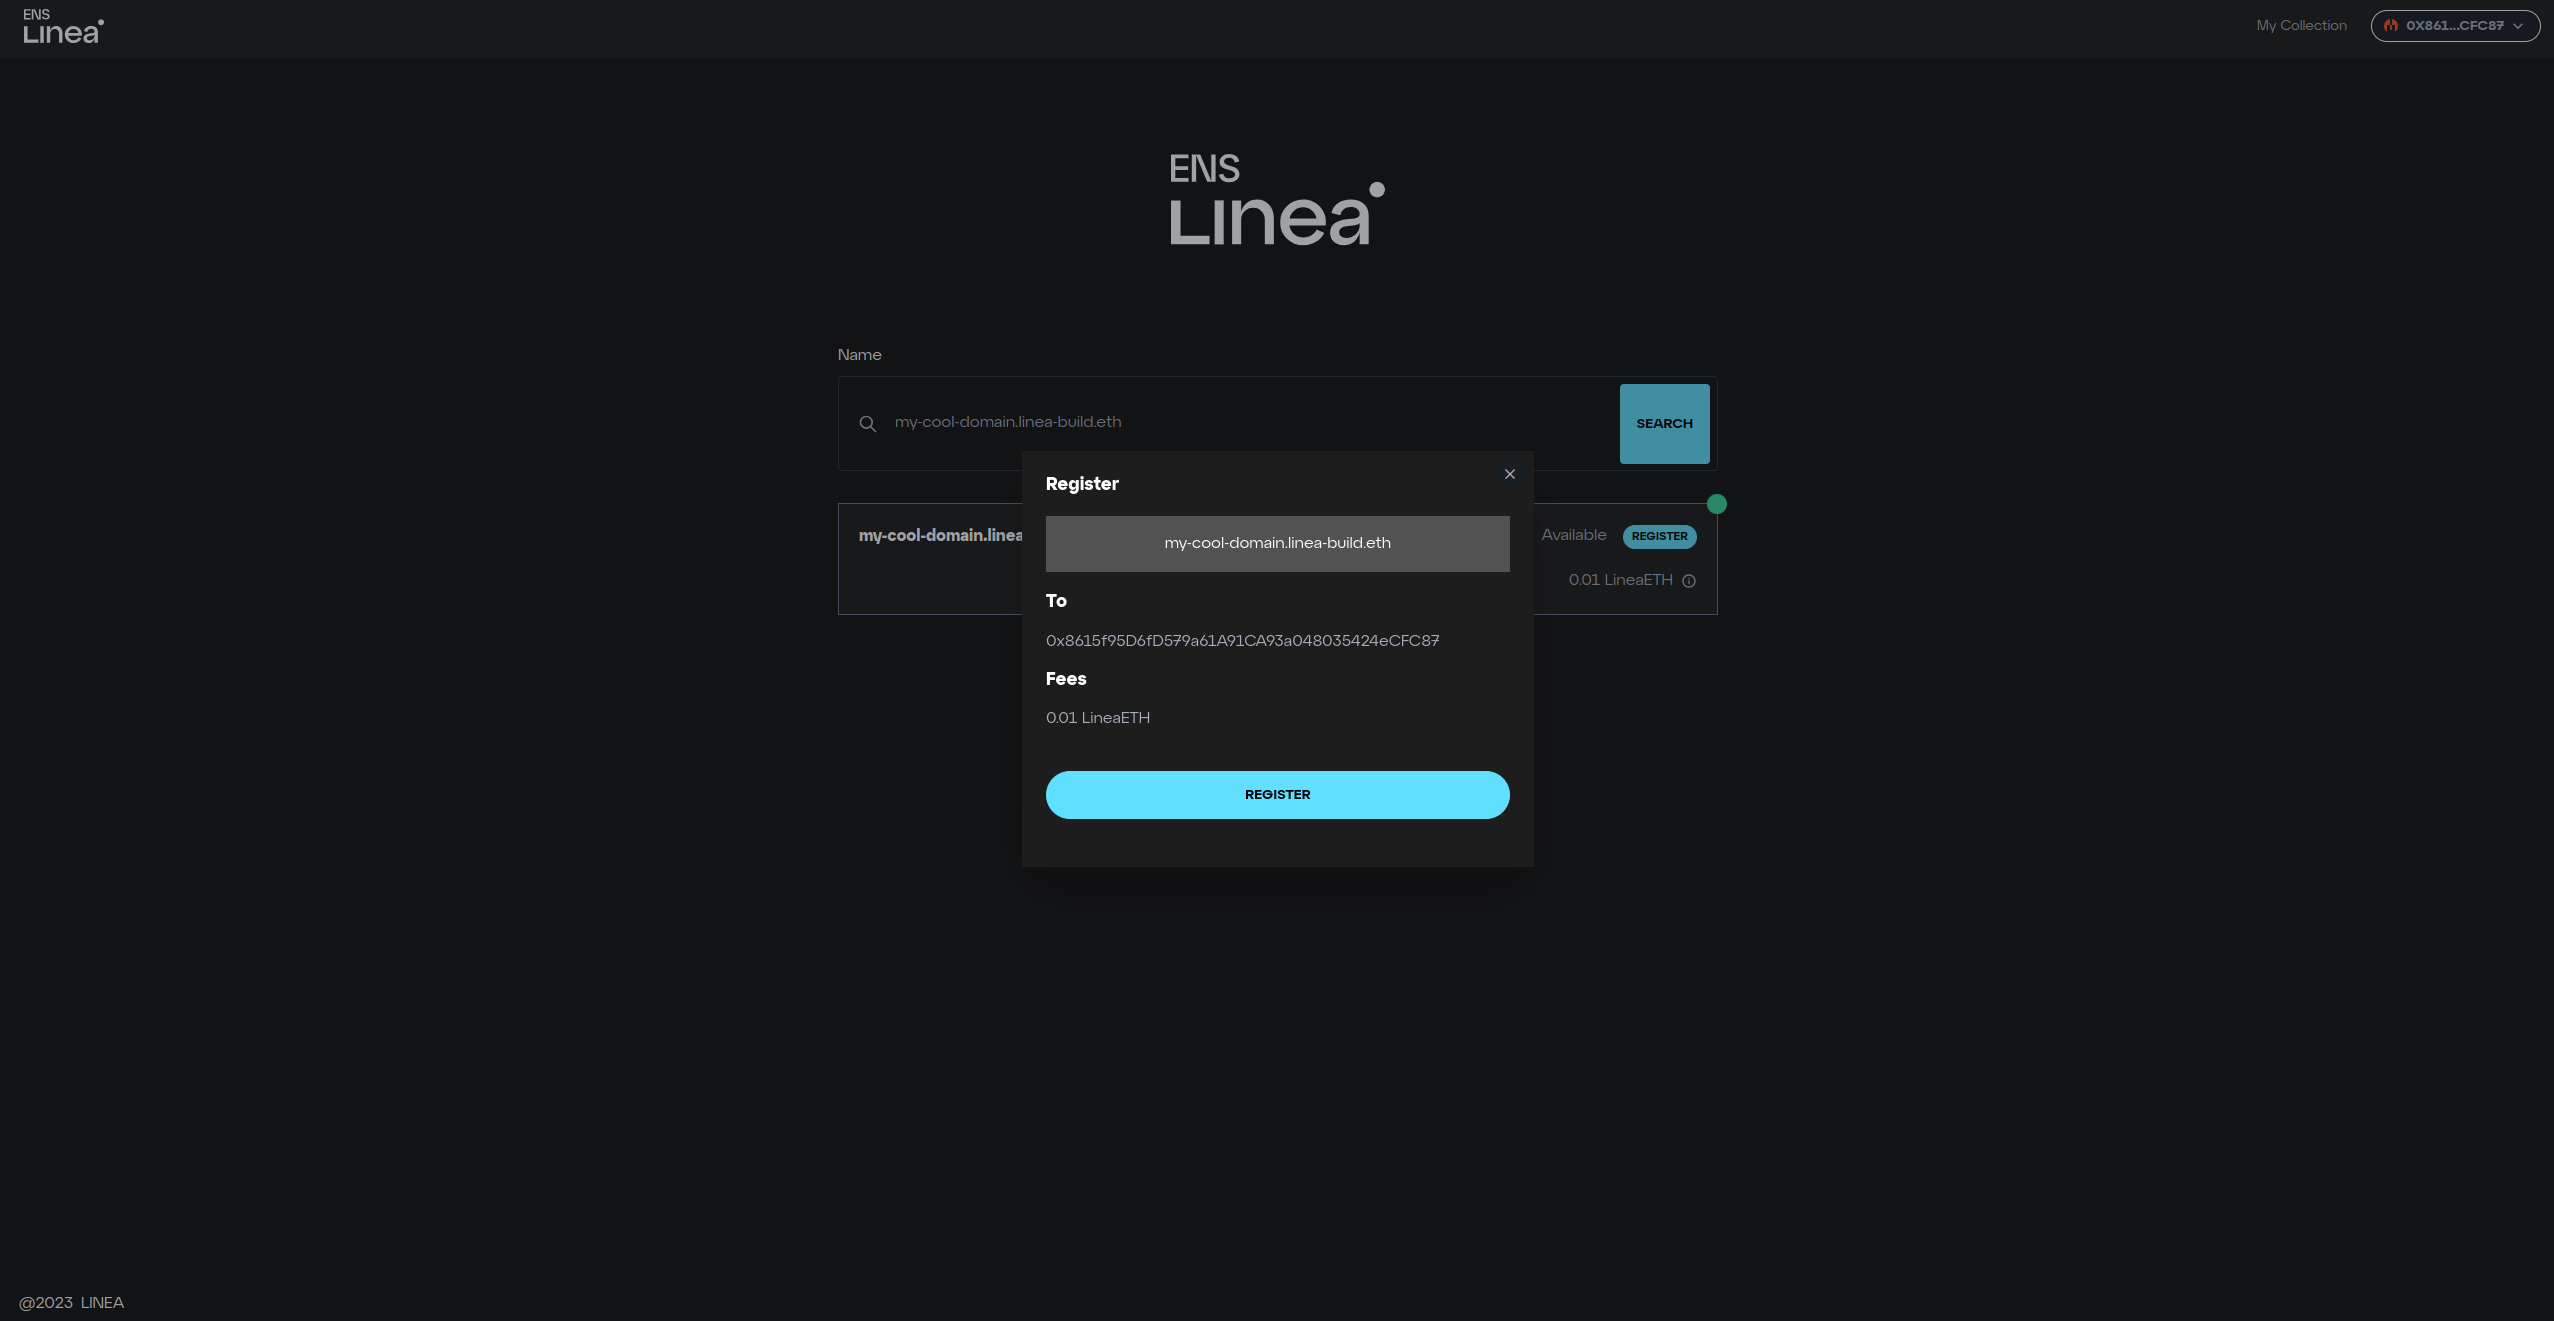 ENS
Linea
My Collection
0X861...CFC87
ENS
Linea
Name
my-cool-domain.linea-build.eth
SEARCH
Register
my-cool-domain.linea
Available
REGISTER
my-cool-domain.linea-build.eth
0.01 LineaETH
To
0x8615f95D6fD579a61A91CA93a048035424eCFC87
Fees
0.01 LineaETH
REGISTER
@2023 LINEA